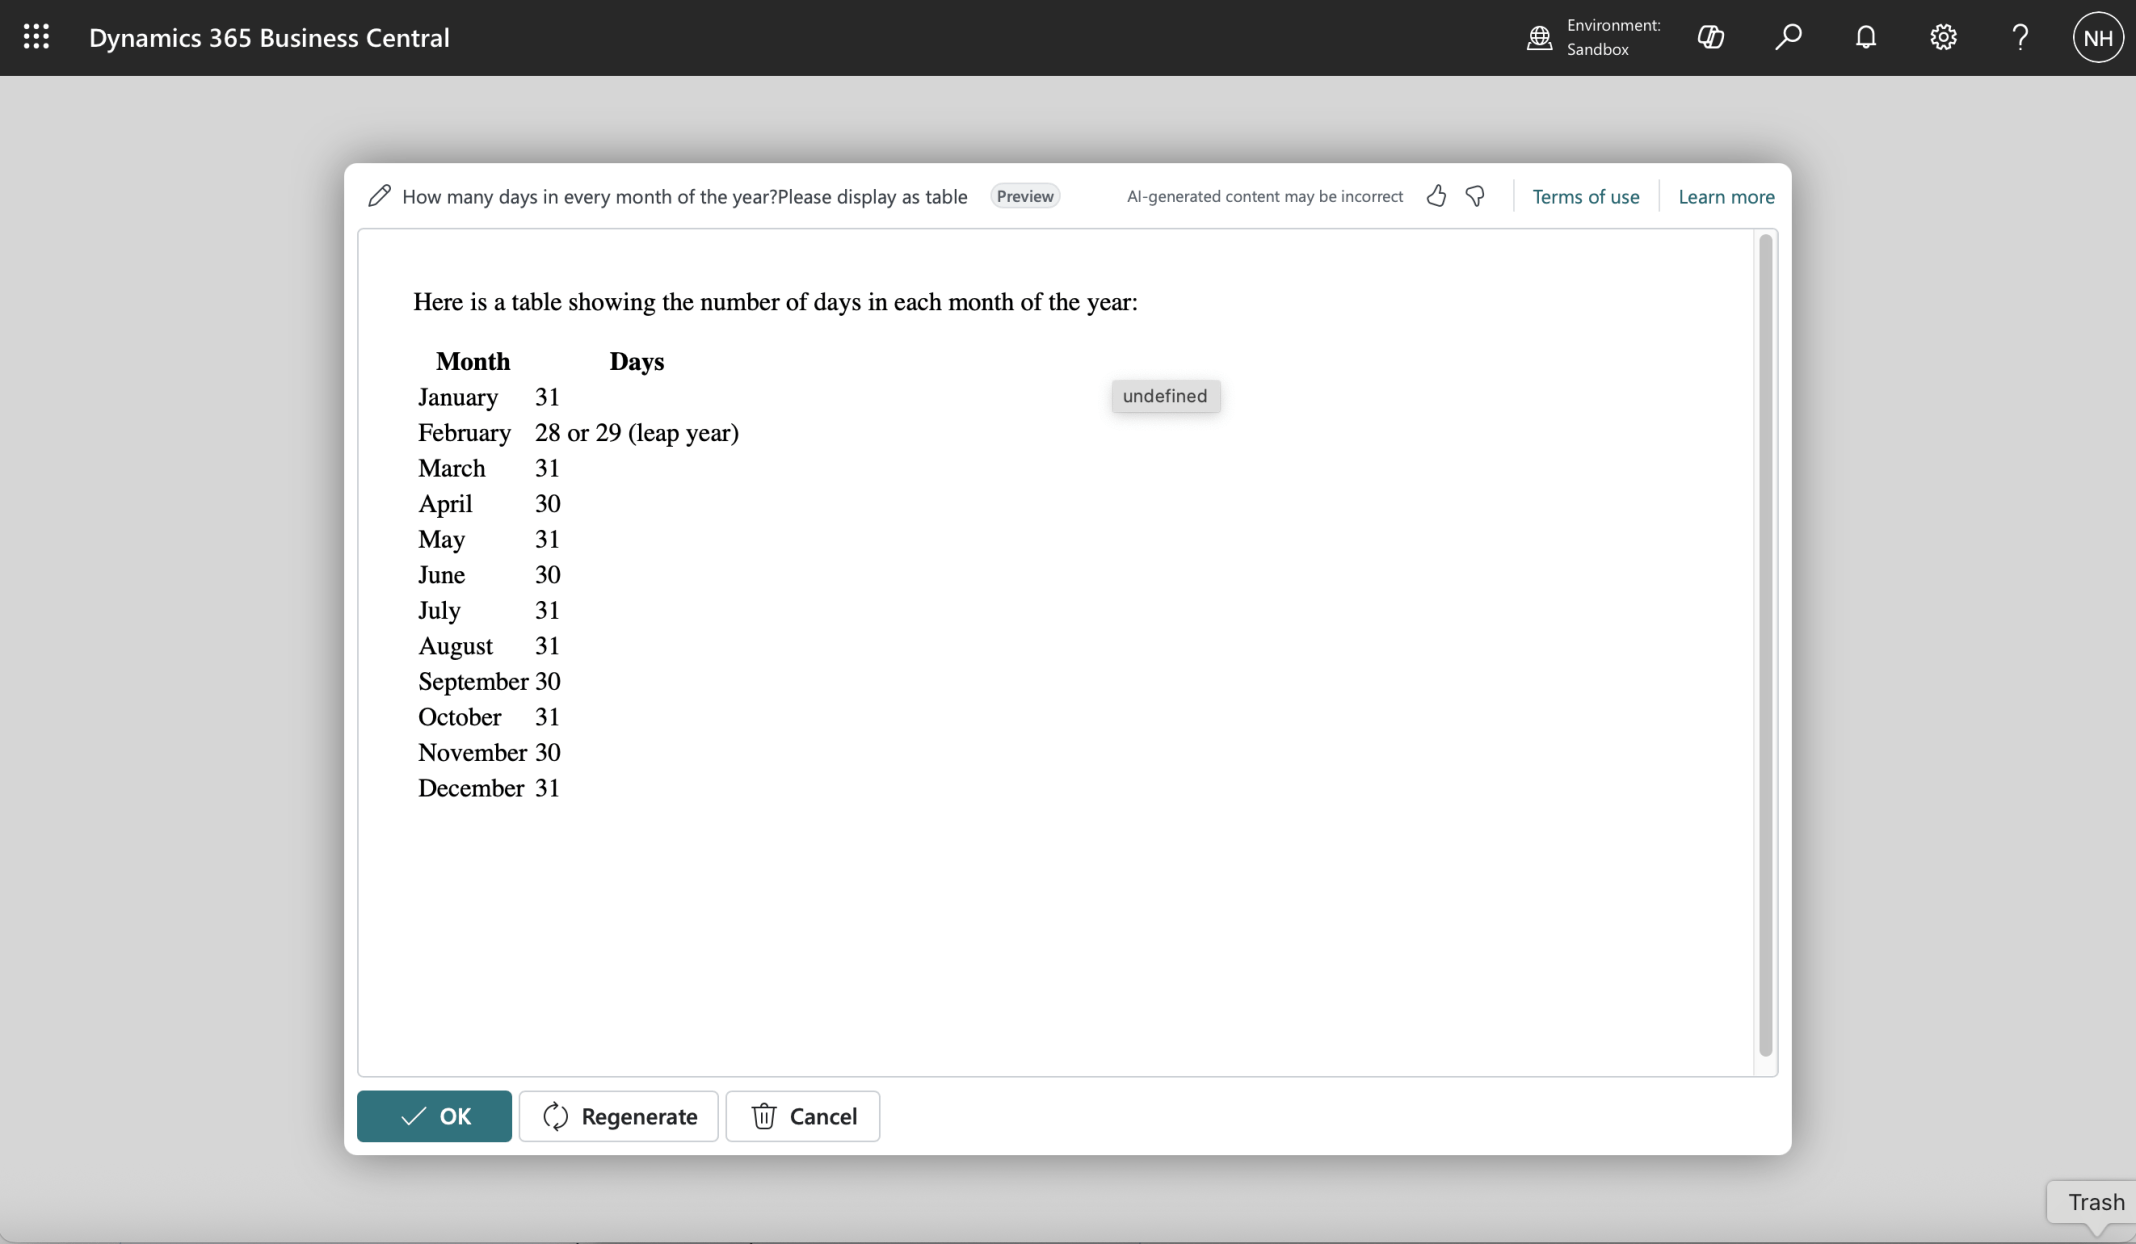 Dynamics 365 Business Central
Environment:
Sandbox
NH
How many days in every month of the year?Please display as table
Preview
AI-generated content may be incorrect
Terms of use
Learn more
Here is a table showing the number of days in each month of the year:
Month Days
January 31
undefined
February 28 or 29 (leap year)
March 31
April 30
May 31
June 30
July 31
August 31
September 30
October 31
November 30
December 31
OK
Regenerate
Cancel
Trash